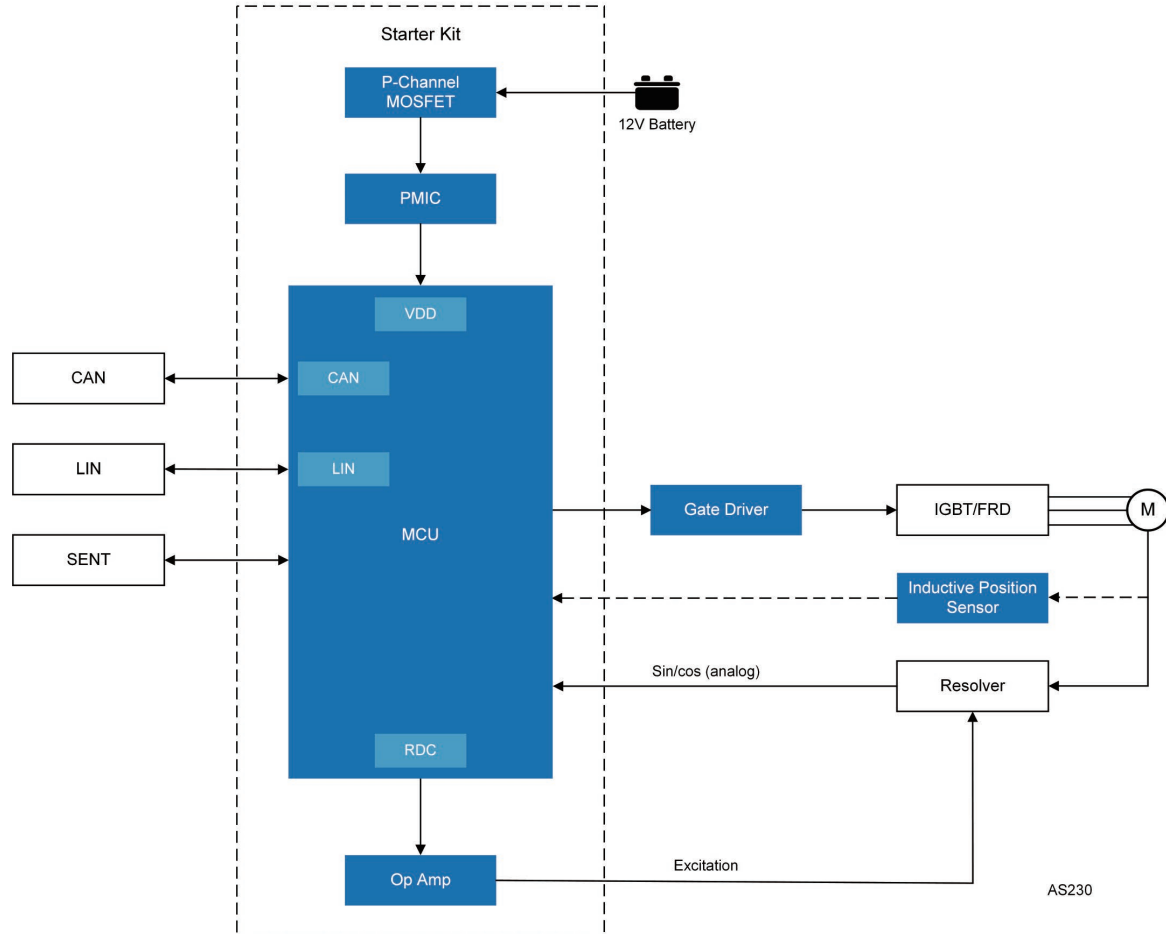 Starter Kit
P-Channel
MOSFET
12V Battery
PMIC
VDD
CAN
CAN
LIN
LIN
MCU
Gate Driver
IGBT/FRD
M
SENT
Inductive Position
Sensor
Sin/cos (analog)
Resolver
RDC
Op Amp
Excitation
AS230